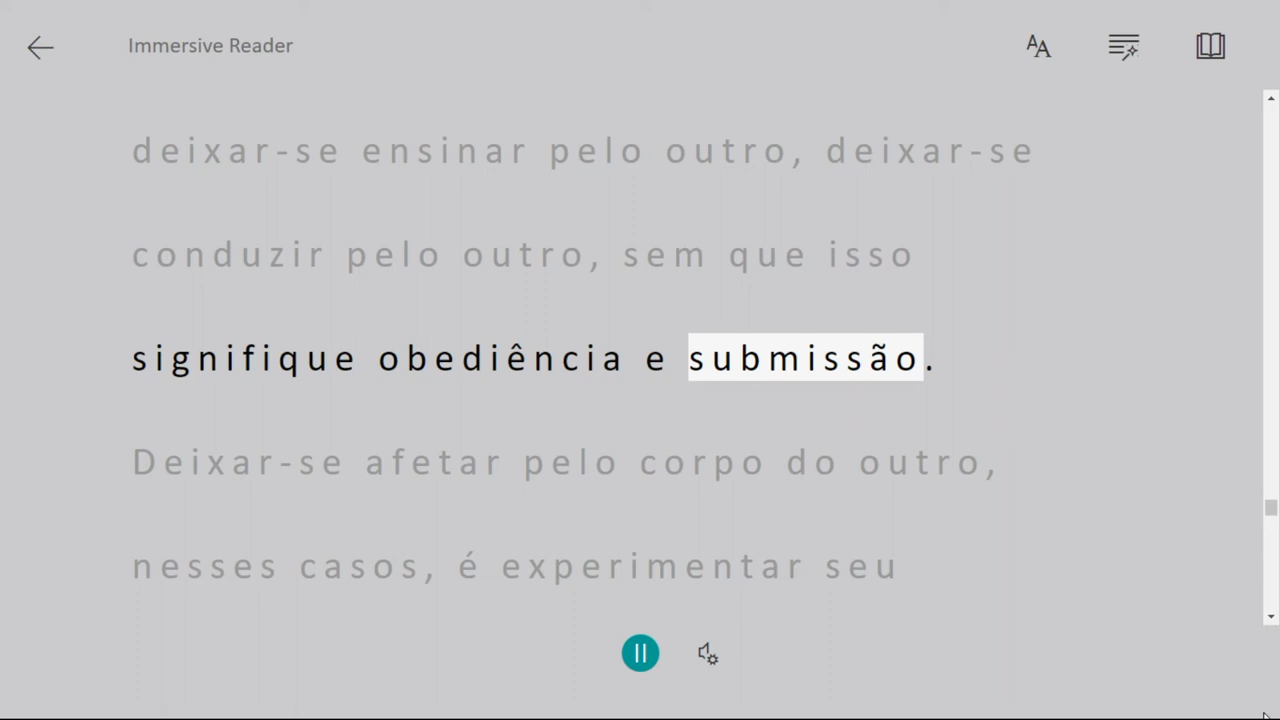 Immersive Reader
deixar-se ensinar pelo outro, deixar-se
conduzir pelo outro, sem que isso
signifique obediência e submissão.
Deixar-se afetar pelo corpo do outro,
nesses casos, é experimentar seu